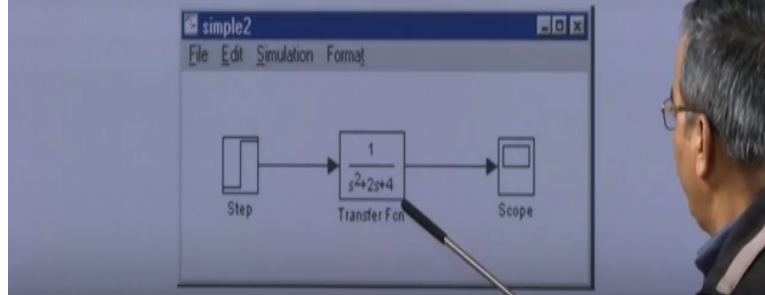 simple2
File Edit Simulation Format
1
s²+2s+4
Step
Transfer Fcn
Scope